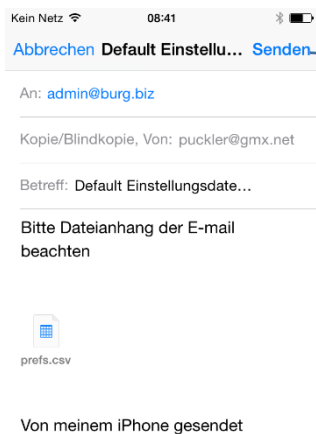 Kein Netz 08:41
Abbrechen Default Einstellu... Senden
An: admin@burg.biz
Kopie/Blindkopie, Von: puckler@gmx.net
Betreff: Default Einstellungsdate...
Bitte Dateianhang der E-mail
beachten
prefs.csv
Von meinem iPhone gesendet